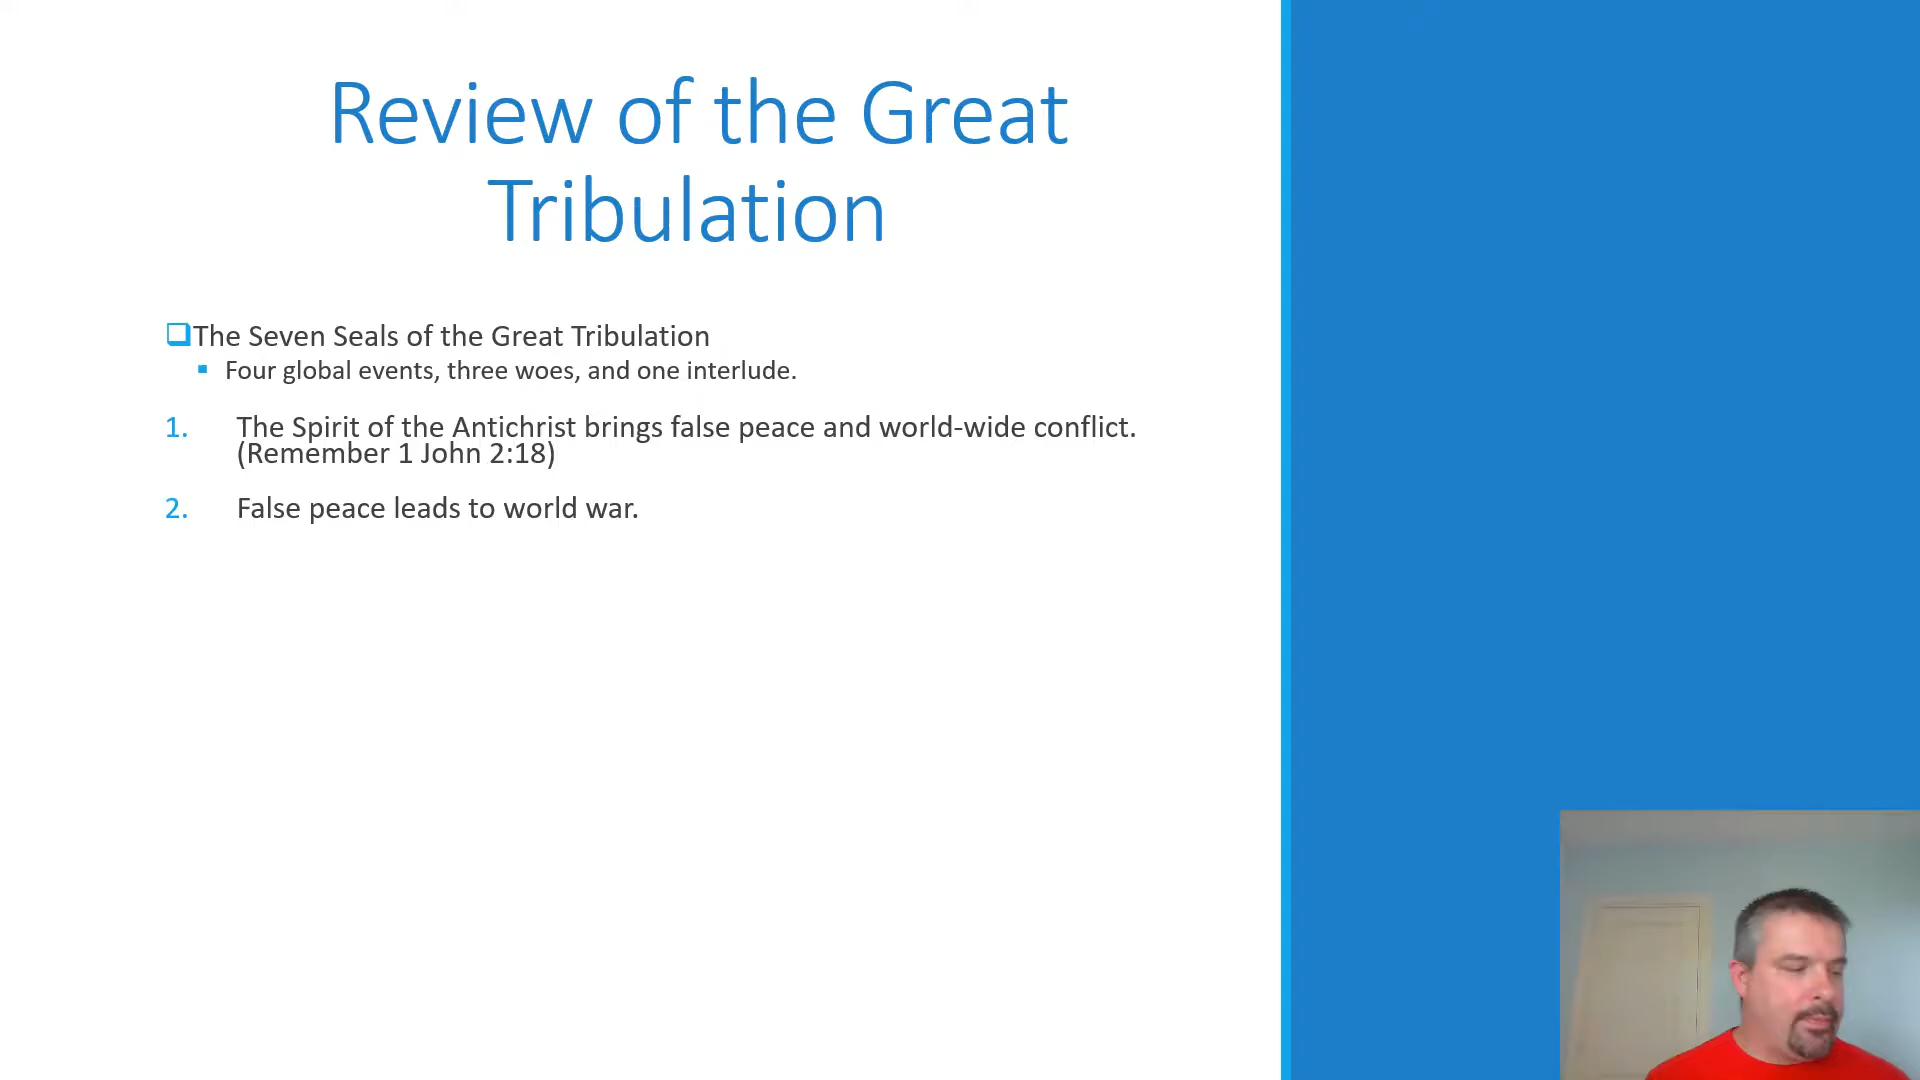 Review of the Great
Tribulation
The Seven Seals of the Great Tribulation
Four global events, three woes, and one interlude.
1. The Spirit of the Antichrist brings false peace and world-wide conflict.
(Remember 1 John 2:18)
2. False peace leads to world war.